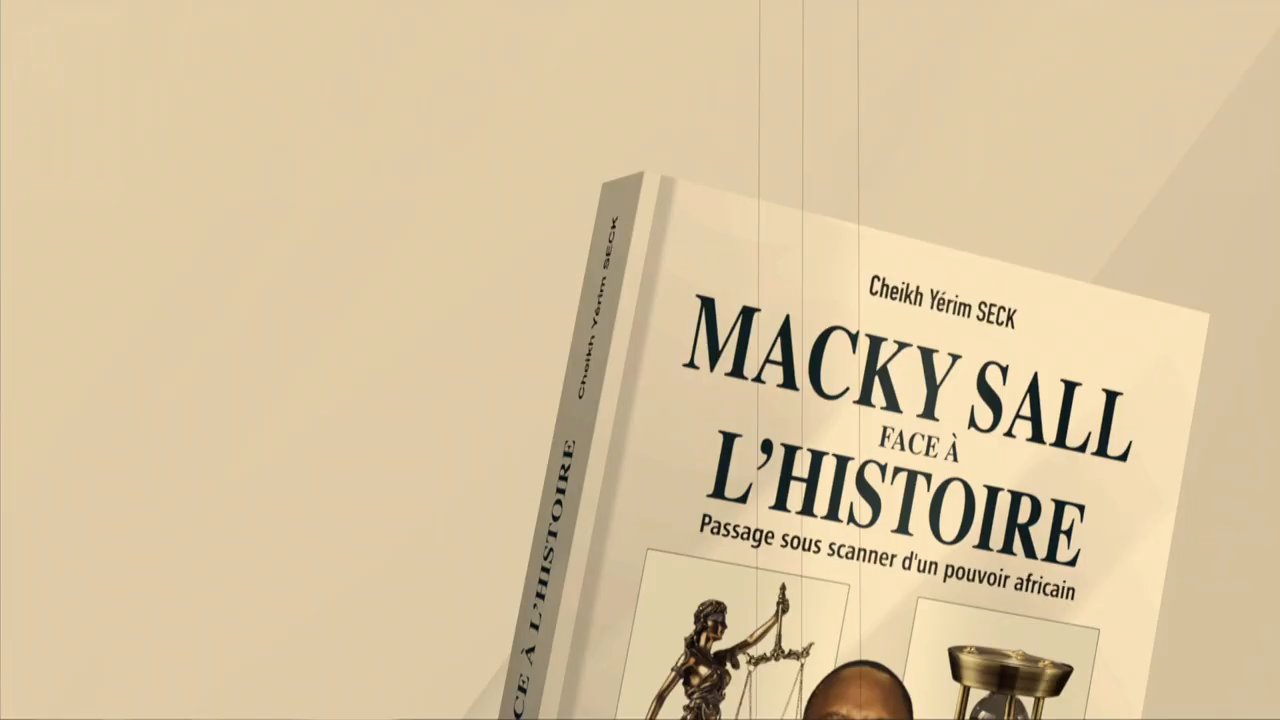 Cheikh Yérim SECK
MACKY SALL
FACE À
L'HISTOIRE
Passage sous scanner d'un pouvoir africain
Cheikh Yérim SECK
CE À L'HISTOIRE